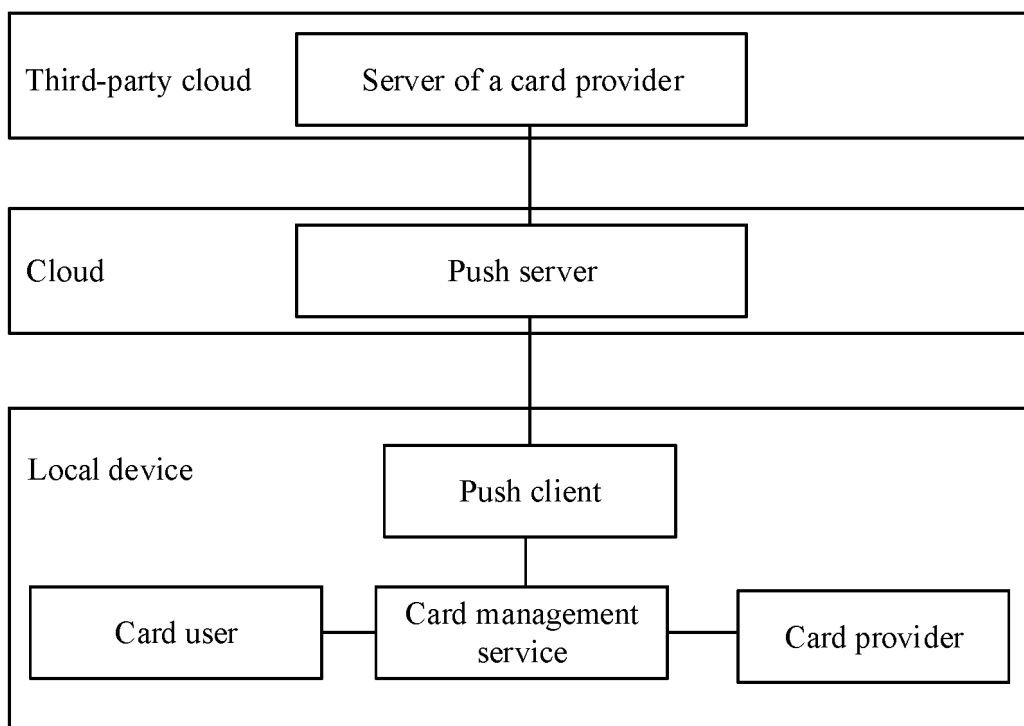 Third-party cloud
Server of a card provider
Cloud
Push server
Local device
Push client
Card user
Card management
service
Card provider